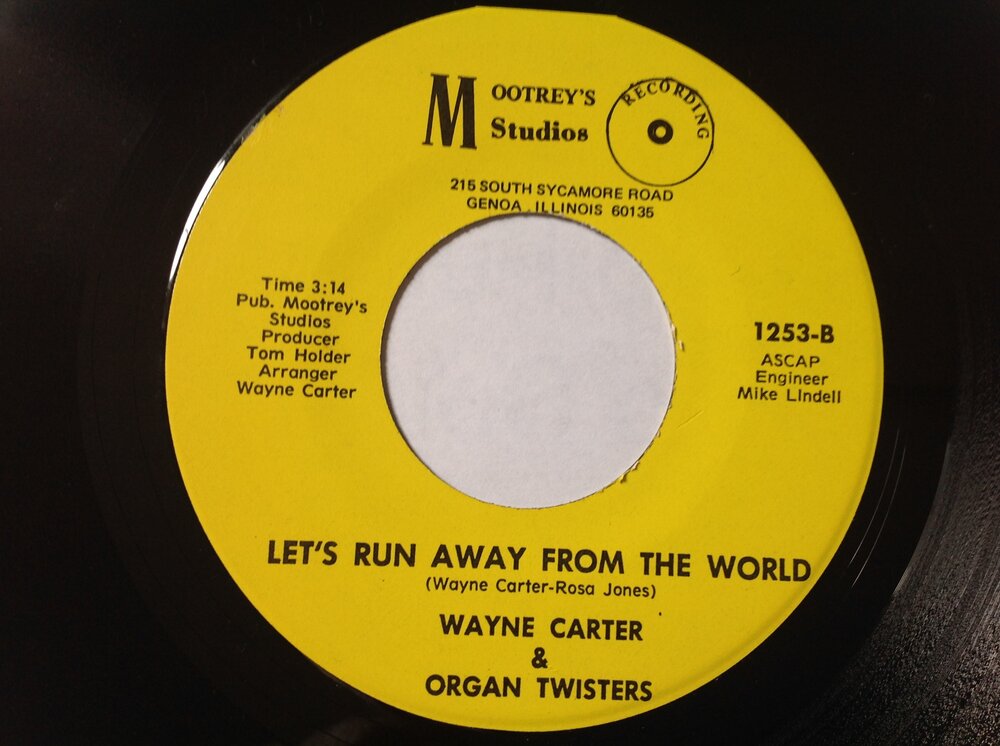 MOOTREY'S
Studios
RECORDING
215 SOUTH SYCAMORE ROAD
GENOA, ILLINOIS 60135
Time 3:14
Pub. Mootrey's
Studios
Producer
Tom Holder
Arranger
Wayne Carter
1253-B
ASCAP
Engineer
Mike Lindell
LET'S RUN AWAY FROM THE WORLD
(Wayne Carter-Rosa Jones)
WAYNE CARTER
&
ORGAN TWISTERS